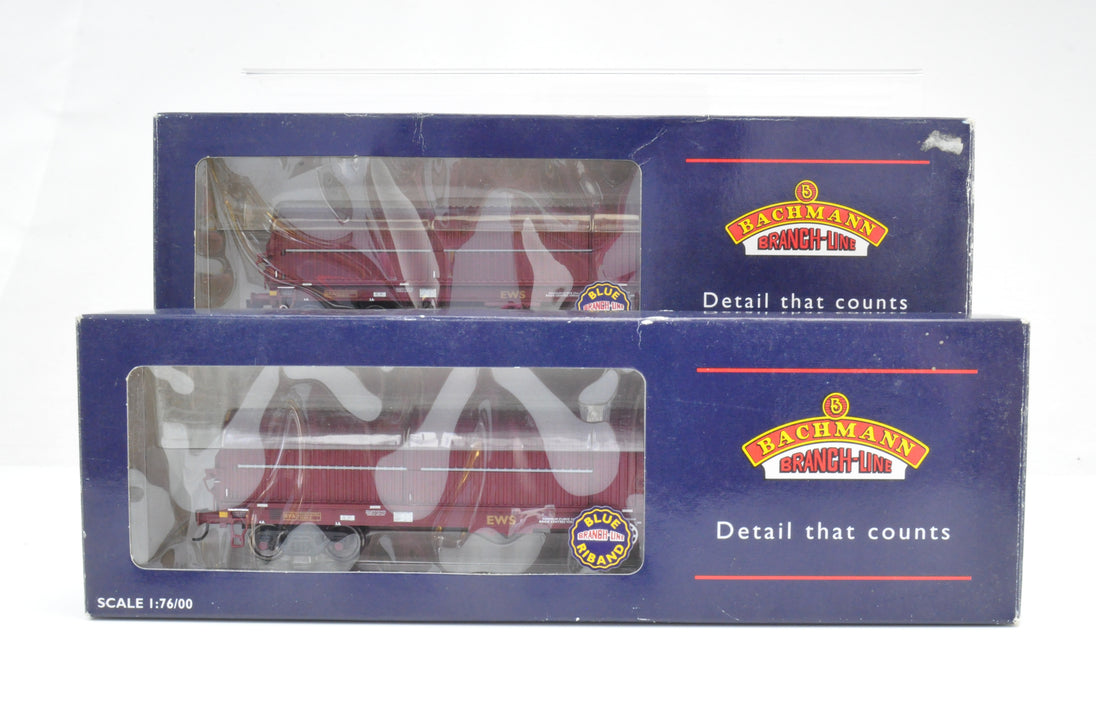 B
BACHMANN
BRANCH-LINE
EWS
BLUE
BRANCH-LINE
Detail that counts
B
BACHMANN
BRANCH-LINE
EWS
BLUE
BRANCH-LINE
RIBAND
Detail that counts
SCALE 1:76/00